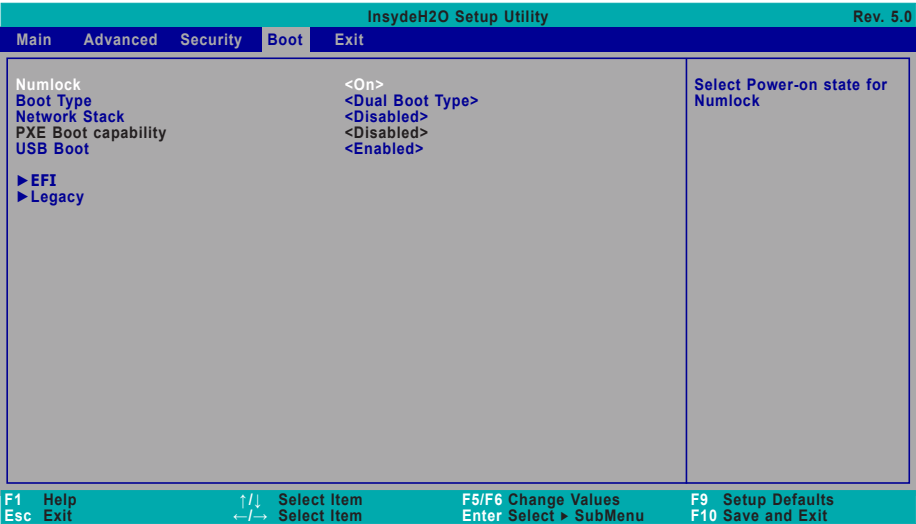 InsydeH2O Setup Utility Rev. 5.0
Main Advanced Security Boot Exit
Numlock <On> Select Power-on state for
Boot Type <Dual Boot Type> Numlock
Network Stack <Disabled>
PXE Boot capability <Disabled>
USB Boot <Enabled>
►EFI
►Legacy
F1 Help ↑/↓ Select Item F5/F6 Change Values F9 Setup Defaults
Esc Exit ←/→ Select Item Enter Select ► SubMenu F10 Save and Exit